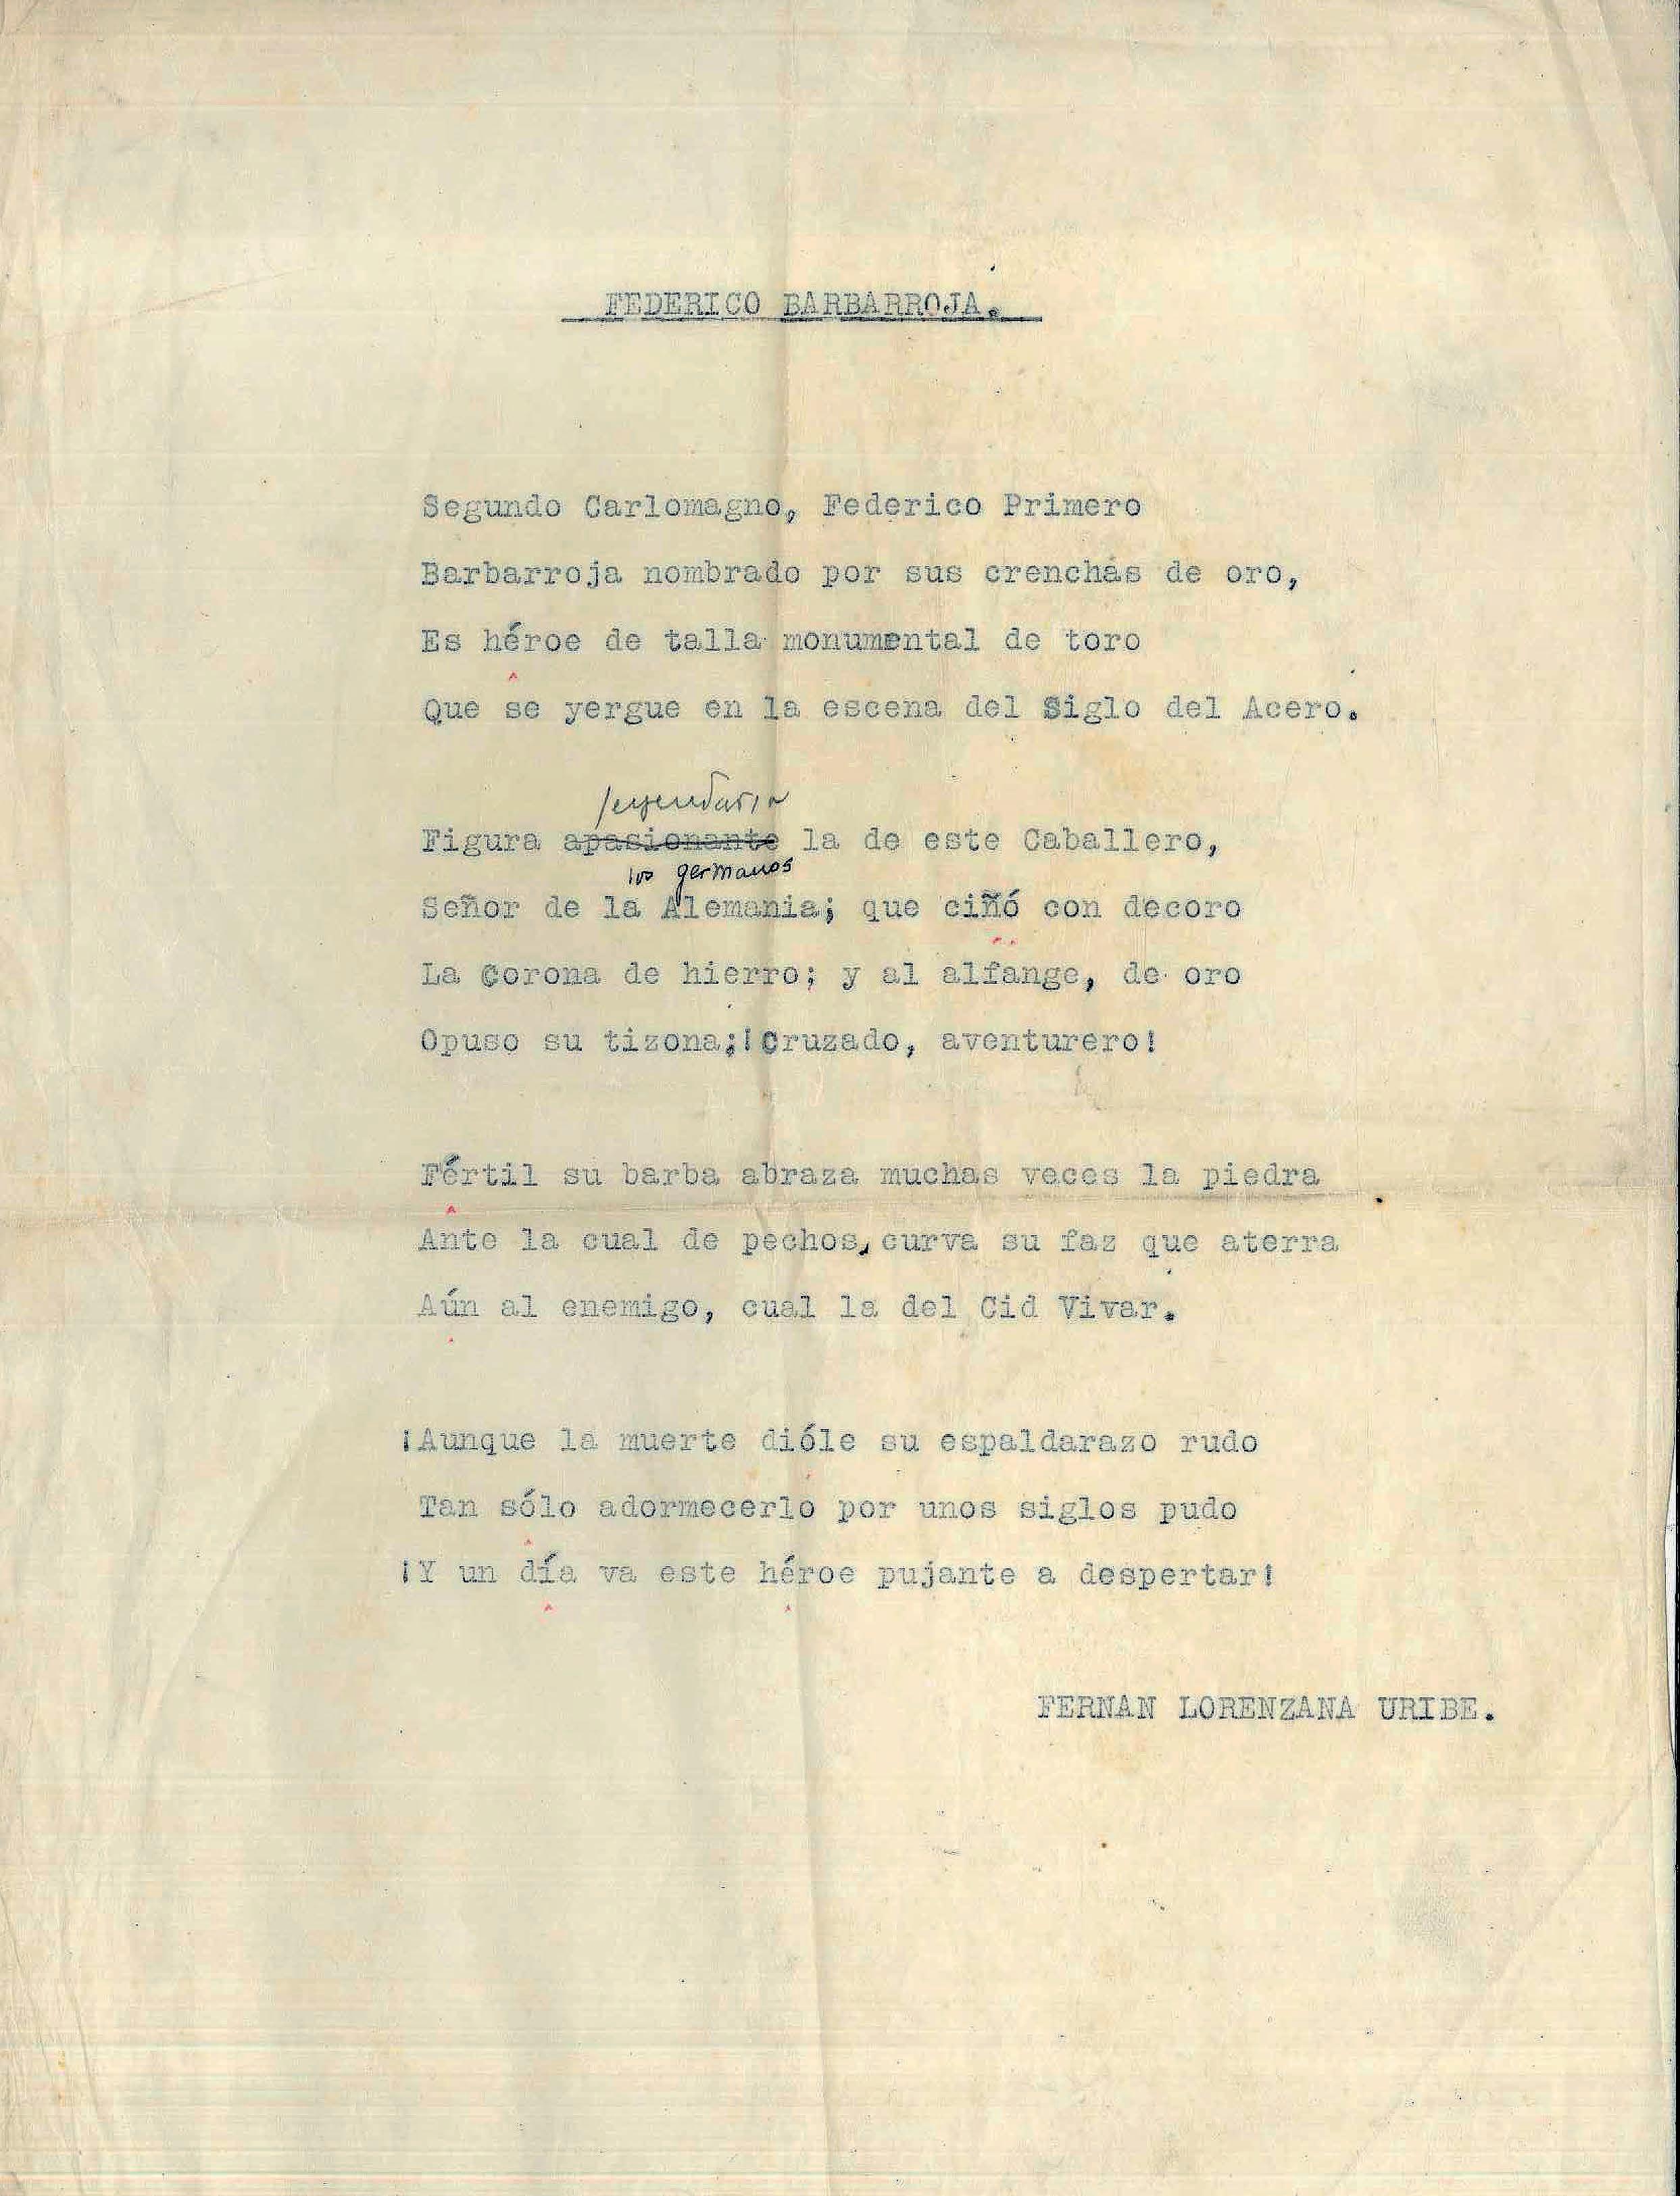 FEDERICO BARBARROJA.
Segundo Carlomagno, Federico Primero
Barbarroja nombrado por sus crenchas de oro,
Es héroe de talla monumental de toro
Que se yergue en la escena del Siglo del Acero.
legendaria
Figura apasionante la de este Caballero,
los germanos
Señor de la Alemania; que ciñó con decoro
La Corona de hierro; y al alfange, de oro
Opuso su tizona;¡Cruzado, aventurero!
Fértil su barba abraza muchas veces la piedra
Ante la cual de pechos, curva su faz que aterra
Aún al enemigo, cual la del Cid Vivar.
¡Aunque la muerte dióle su espaldarazo rudo
Tan sólo adormecerlo por unos siglos pudo
¡Y un día va este héroe pujante a despertar!
FERNAN LORENZANA URIBE.